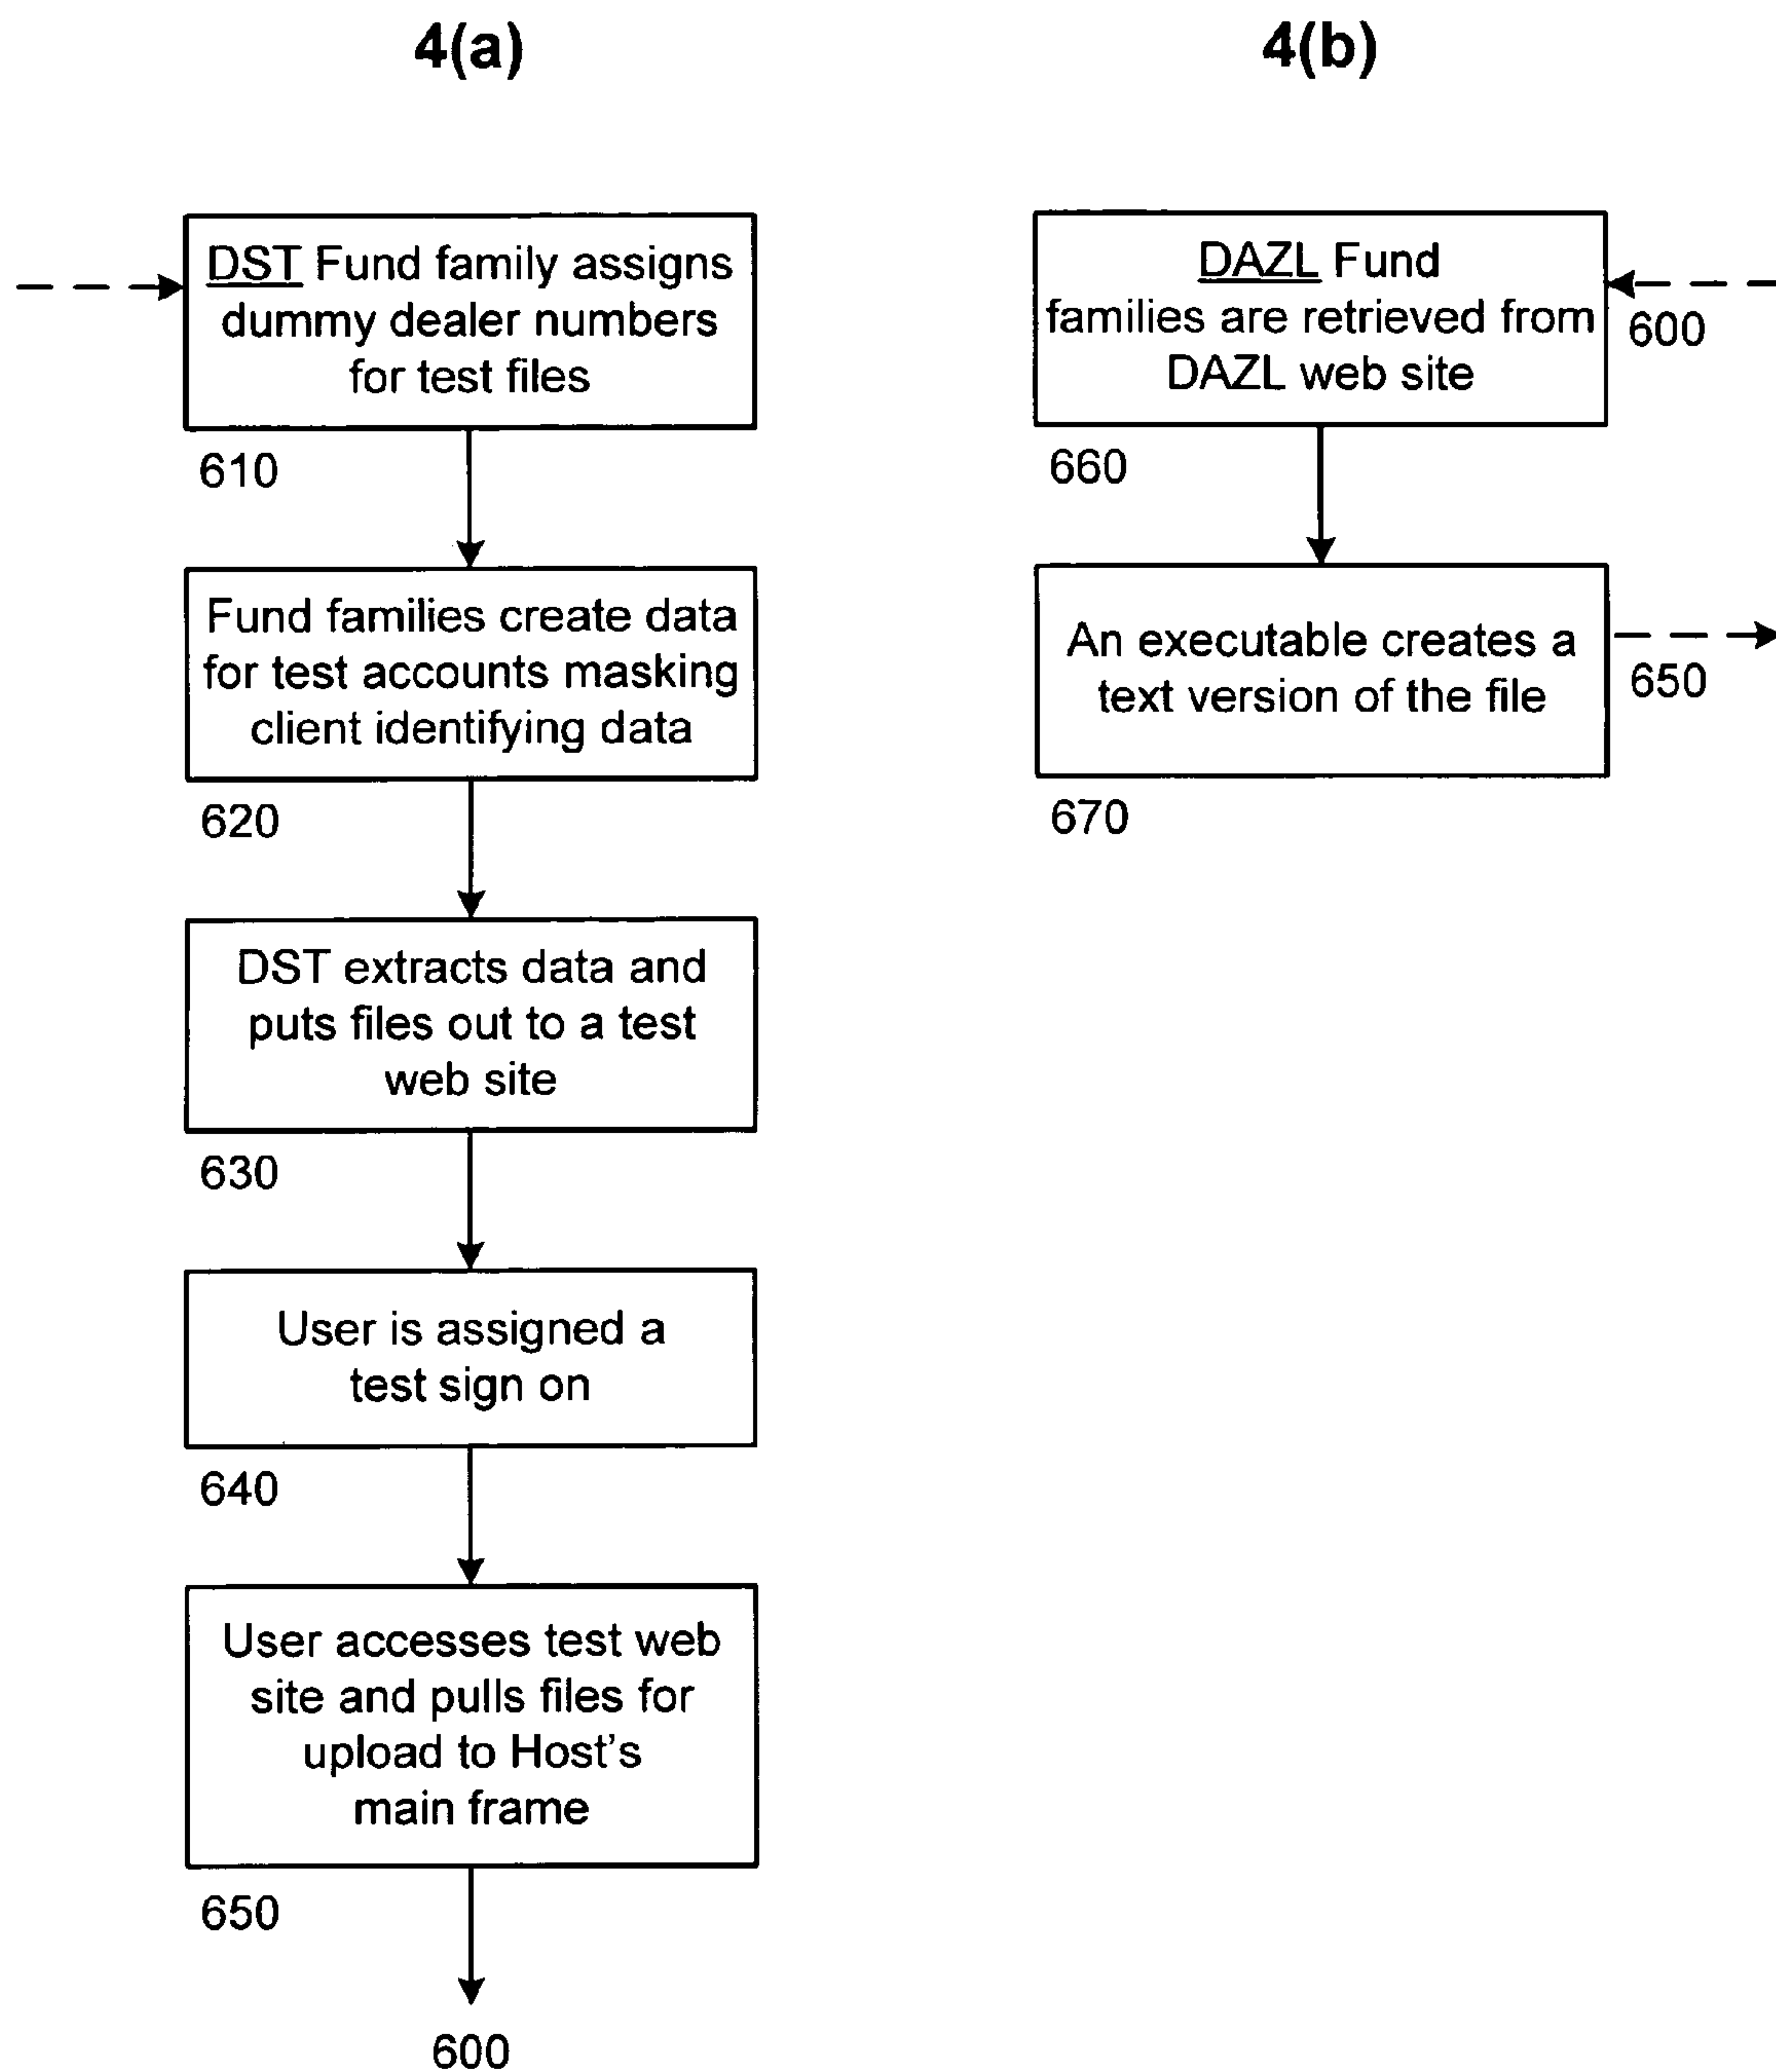 4(a)
DST Fund family assigns
dummy dealer numbers
for test files
610
Fund families create data
for test accounts masking
client identifying data
620
DST extracts data and
puts files out to a test
web site
630
User is assigned a
test sign on
640
User accesses test web
site and pulls files for
upload to Host's
main frame
650
600
4(b)
DAZL Fund
families are retrieved from
DAZL web site
600
660
An executable creates a
text version of the file
650
670